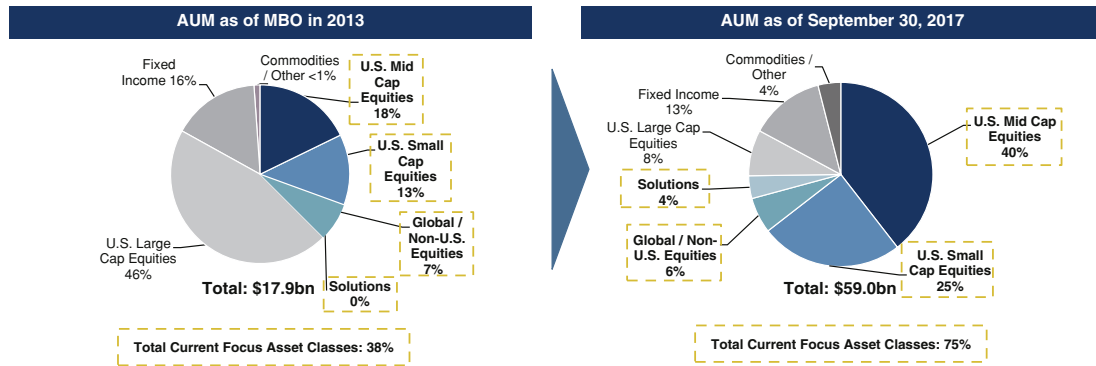 AUM as of MBO in 2013
Fixed
Income 16%
Commodities
/ Other <1%
U.S. Mid
Cap
Equities
18%
U.S. Small
Cap
Equities
13%
Global /
Non-U.S.
Equities
7%
Solutions
0%
U.S. Large
Cap Equities
46%
Total: $17.9bn
Total Current Focus Asset Classes: 38%
AUM as of September 30, 2017
Commodities /
Other
4%
Fixed Income
13%
U.S. Large Cap
Equities
8%
Solutions
4%
Global / Non-
U.S. Equities
6%
U.S. Mid Cap
Equities
40%
U.S. Small
Cap Equities
25%
Total: $59.0bn
Total Current Focus Asset Classes: 75%